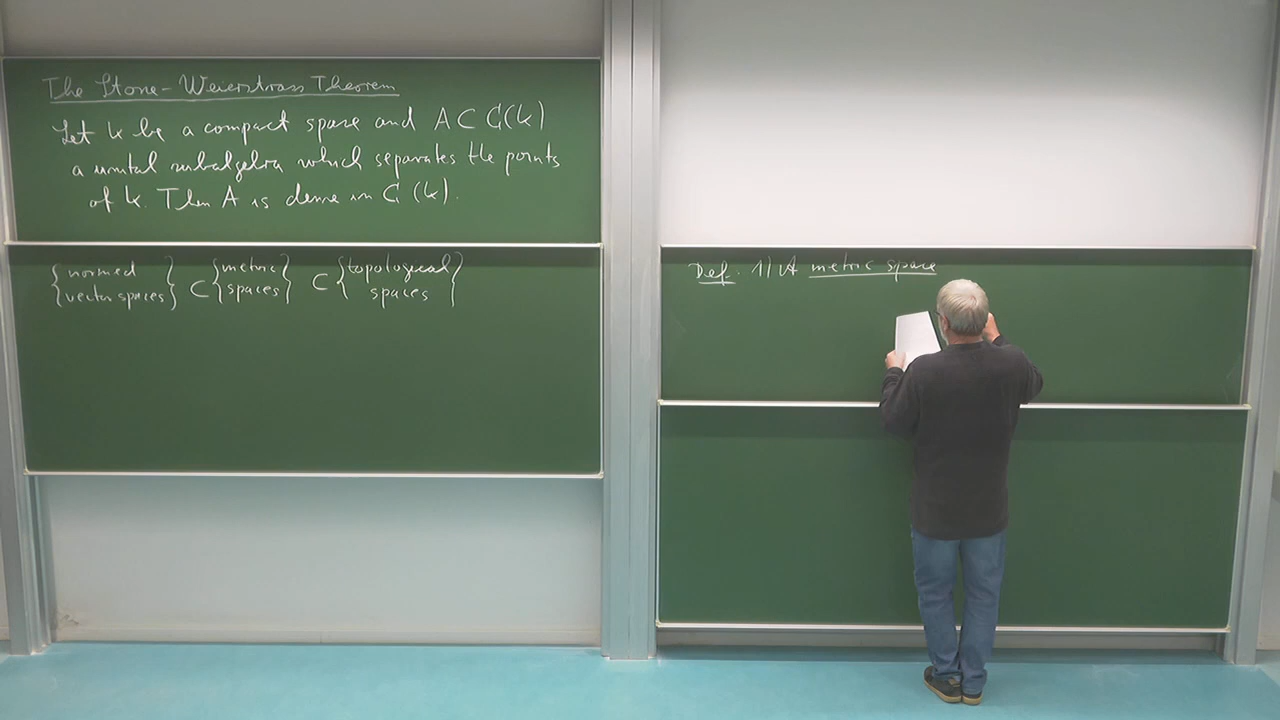 The Stone-Weierstrass Theorem
Let K be a compact space and A ⊂ C(K)
a unital subalgebra which separates the points
of K. Then A is dense in C(K).
{normed vector spaces} ⊂ {metric spaces} ⊂ {topological spaces}
Def. 1) A metric space